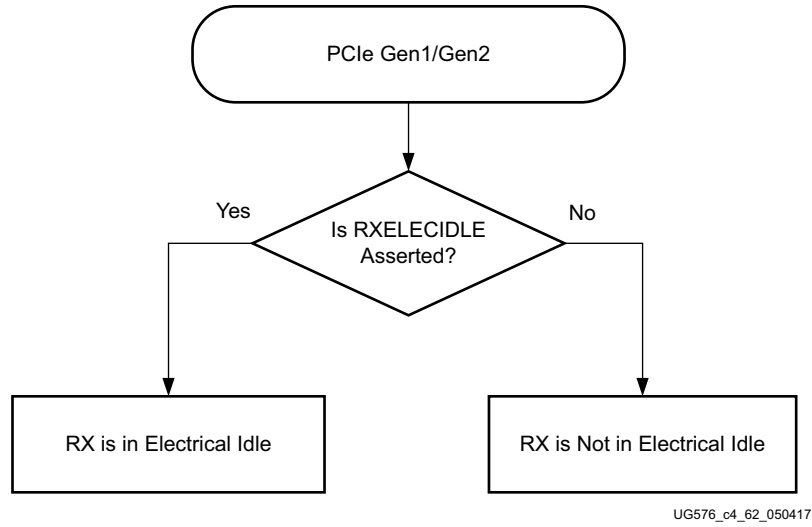 PCIe Gen1/Gen2
Yes
Is RXELECIDLE
Asserted?
No
RX is in Electrical Idle
RX is Not in Electrical Idle
UG576_c4_62_050417